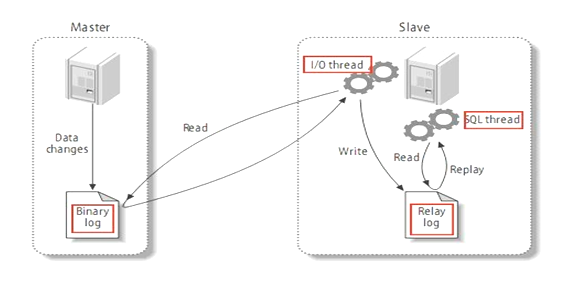 Master
Slave
I/O thread
SQL thread
Data
changes
Read
Write
Read
Replay
Binary
log
Relay
log